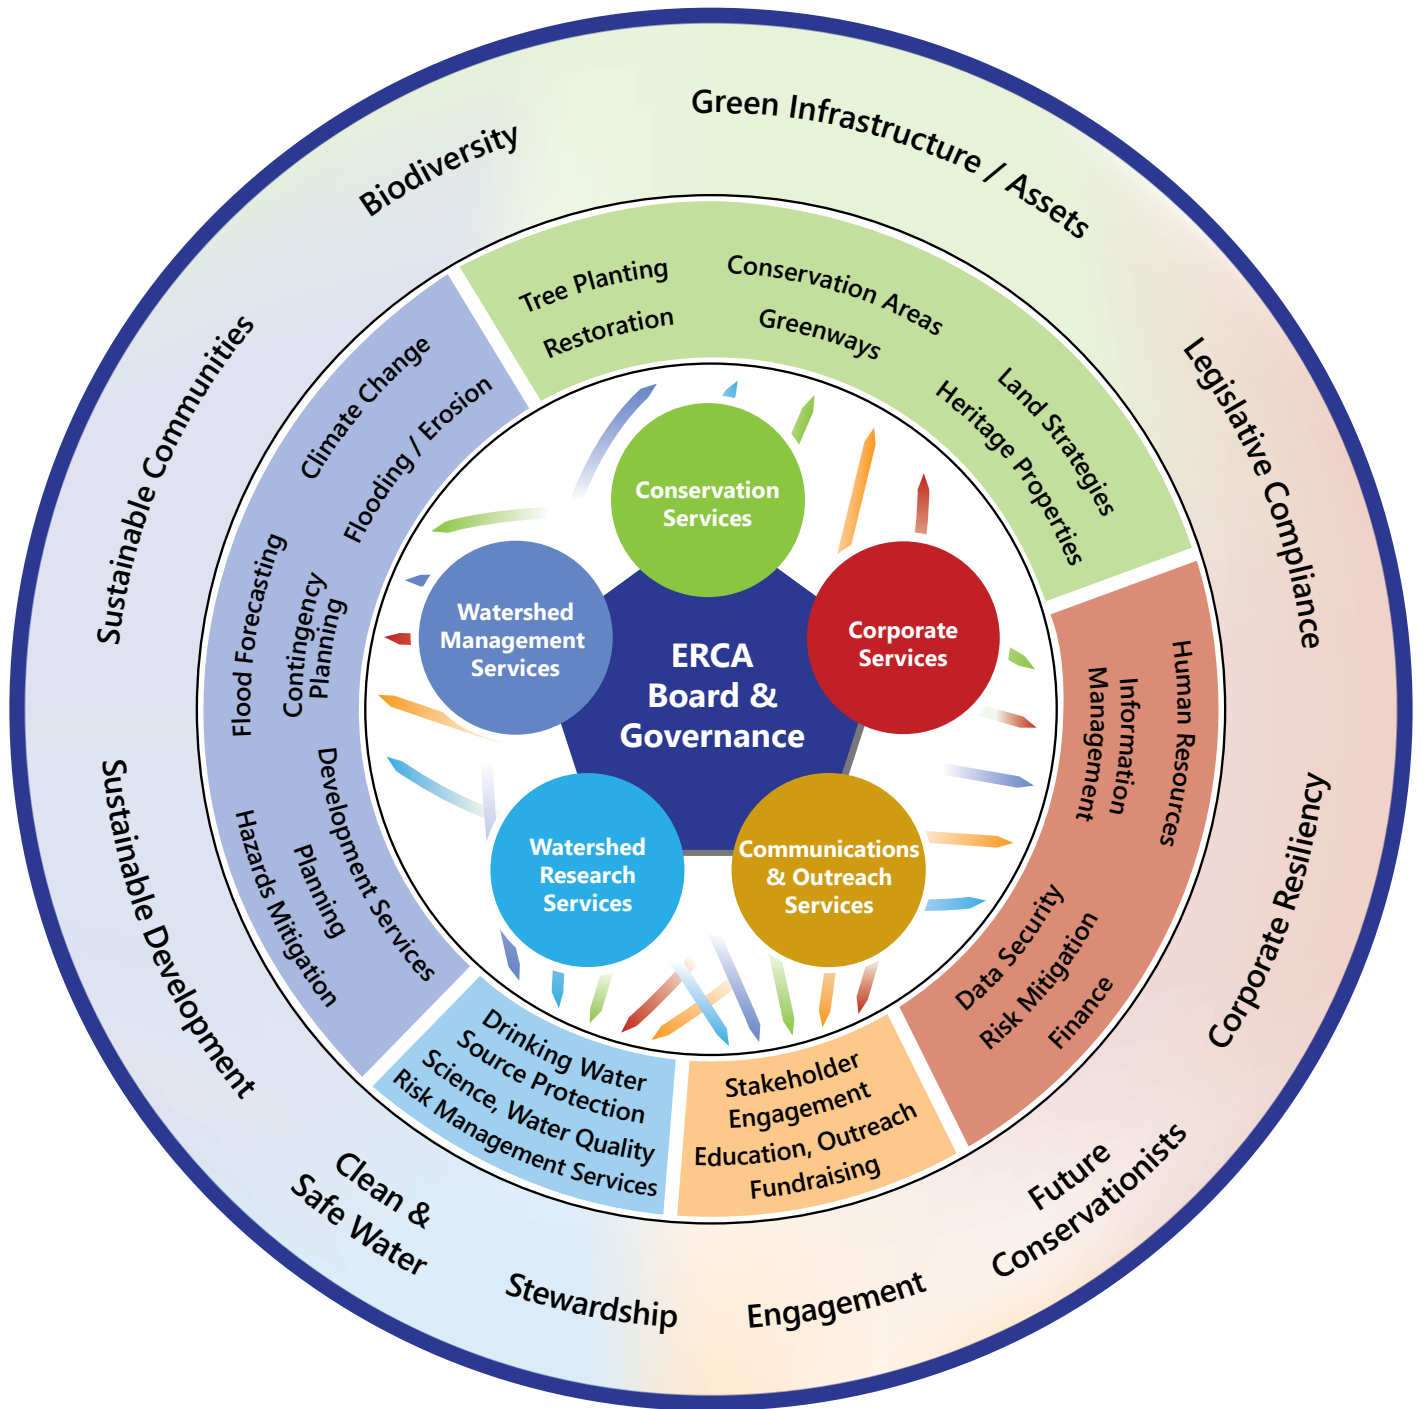 Green Infrastructure / Assets
Legislative Compliance
Corporate Resiliency
Future
Conservationists
Engagement
Stewardship
Clean &
Safe Water
Sustainable Development
Sustainable Communities
Biodiversity
Tree Planting
Restoration
Conservation Areas
Greenways
Land Strategies
Heritage Properties
Human Resources
Information
Management
Data Security
Risk Mitigation
Finance
Stakeholder
Engagement
Education, Outreach
Fundraising
Drinking Water
Source Protection
Science, Water Quality
Risk Management Services
Development Services
Planning
Hazards Mitigation
Flood Forecasting
Contingency
Planning
Climate Change
Flooding / Erosion
Conservation
Services
Corporate
Services
Communications
& Outreach
Services
Watershed
Research
Services
Watershed
Management
Services
ERCA
Board &
Governance